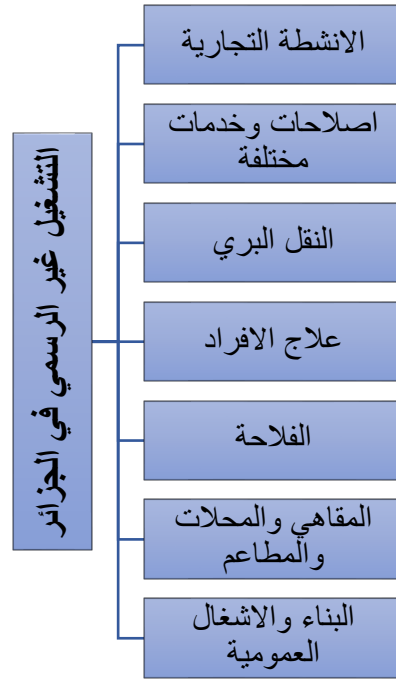 التشغيل غير الرسمي في الجزائر
الانشطة التجارية
اصلاحات وخدمات
مختلفة
النقل البري
علاج الافراد
الفلاحة
المقاهي والمحلات
والمطاعم
البناء والاشغال
العمومية